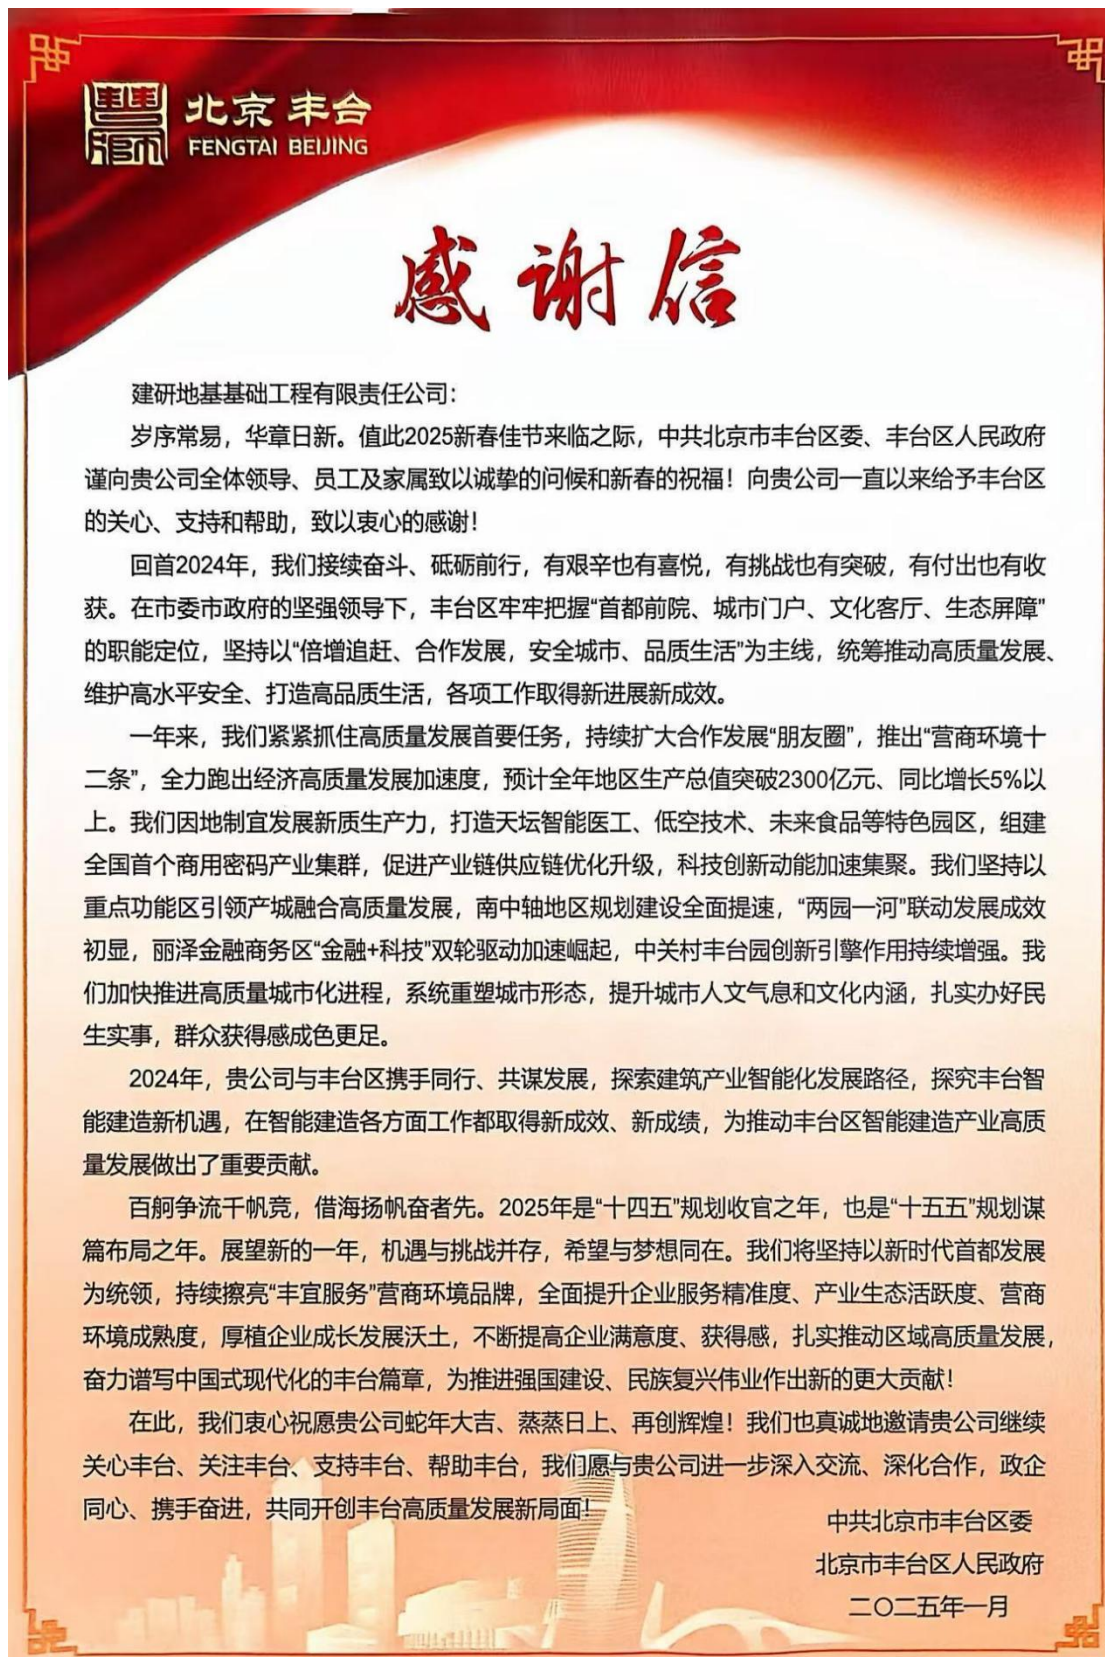 北京 丰台
FENGTAI BEIJING
感谢信
建研地基基础工程有限责任公司：
岁序常易，华章日新。值此2025新春佳节来临之际，中共北京市丰台区委、丰台区人民政府
谨向贵公司全体领导、员工及家属致以诚挚的问候和新春的祝福！向贵公司一直以来给予丰台区
的关心、支持和帮助，致以衷心的感谢！
回首2024年，我们接续奋斗、砥砺前行，有艰辛也有喜悦，有挑战也有突破，有付出也有收
获。在市委市政府的坚强领导下，丰台区牢牢把握“首都前院、城市门户、文化客厅、生态屏障”
的职能定位，坚持以“倍增追赶、合作发展，安全城市、品质生活”为主线，统筹推动高质量发展、
维护高水平安全、打造高品质生活，各项工作取得新进展新成效。
一年来，我们紧紧抓住高质量发展首要任务，持续扩大合作发展“朋友圈”，推出“营商环境十
二条”，全力跑出经济高质量发展加速度，预计全年地区生产总值突破2300亿元、同比增长5%以
上。我们因地制宜发展新质生产力，打造天坛智能医工、低空技术、未来食品等特色园区，组建
全国首个商用密码产业集群，促进产业链供应链优化升级，科技创新动能加速集聚。我们坚持以
重点功能区引领产城融合高质量发展，南中轴地区规划建设全面提速，“两园一河”联动发展成效
初显，丽泽金融商务区“金融+科技”双轮驱动加速崛起，中关村丰台园创新引擎作用持续增强。我
们加快推进高质量城市化进程，系统重塑城市形态，提升城市人文气息和文化内涵，扎实办好民
生实事，群众获得感成色更足。
2024年，贵公司与丰台区携手同行、共谋发展，探索建筑产业智能化发展路径，探究丰台智
能建造新机遇，在智能建造各方面工作都取得新成效、新成绩，为推动丰台区智能建造产业高质
量发展做出了重要贡献。
百舸争流千帆竞，借海扬帆奋者先。2025年是“十四五”规划收官之年，也是“十五五”规划谋
篇布局之年。展望新的一年，机遇与挑战并存，希望与梦想同在。我们将坚持以新时代首都发展
为统领，持续擦亮“丰宜服务”营商环境品牌，全面提升企业服务精准度、产业生态活跃度、营商
环境成熟度，厚植企业成长发展沃土，不断提高企业满意度、获得感，扎实推动区域高质量发展，
奋力谱写中国式现代化的丰台篇章，为推进强国建设、民族复兴伟业作出新的更大贡献！
在此，我们衷心祝愿贵公司蛇年大吉、蒸蒸日上、再创辉煌！我们也真诚地邀请贵公司继续
关心丰台、关注丰台、支持丰台、帮助丰台，我们愿与贵公司进一步深入交流、深化合作，政企
同心、携手奋进，共同开创丰台高质量发展新局面！
中共北京市丰台区委
北京市丰台区人民政府
二〇二五年一月